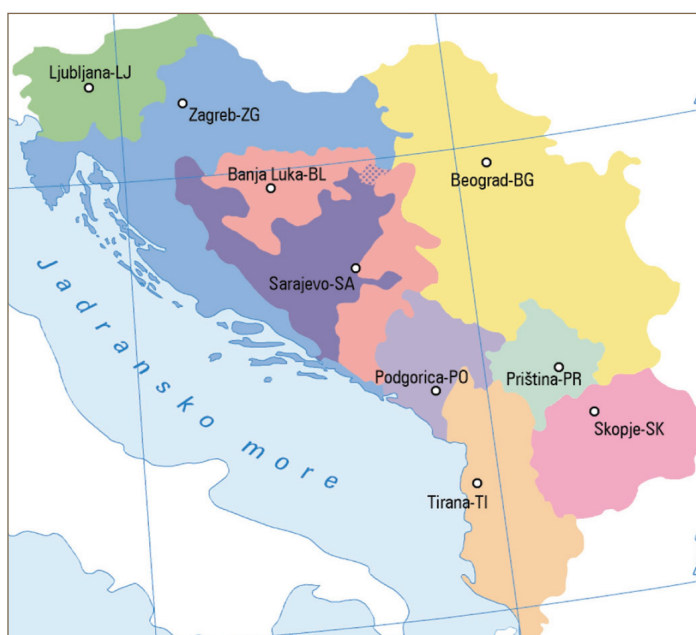 Ljubljana-LJ
Zagreb-ZG
Banja Luka-BL
Beograd-BG
Sarajevo-SA
Podgorica-PO
Priština-PR
Skopje-SK
Tirana-TI
Jadransko more